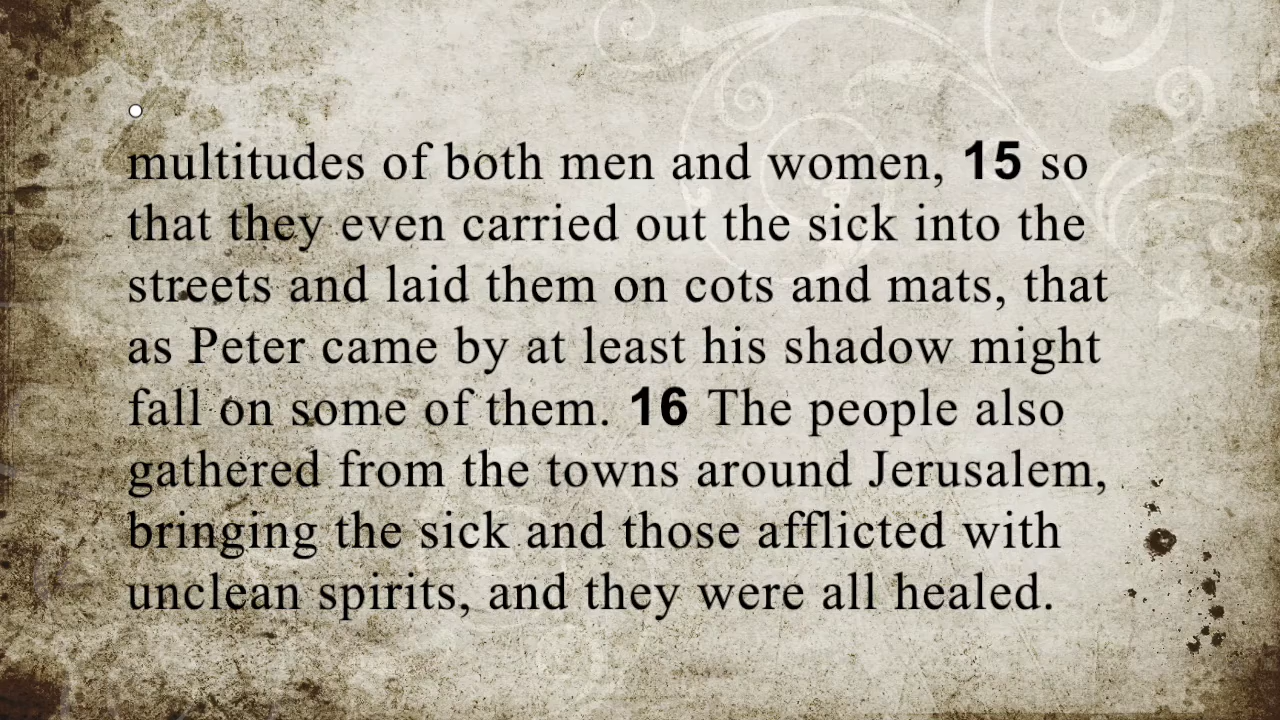 multitudes of both men and women, 15 so
that they even carried out the sick into the
streets and laid them on cots and mats, that
as Peter came by at least his shadow might
fall on some of them. 16 The people also
gathered from the towns around Jerusalem,
bringing the sick and those afflicted with
unclean spirits, and they were all healed.